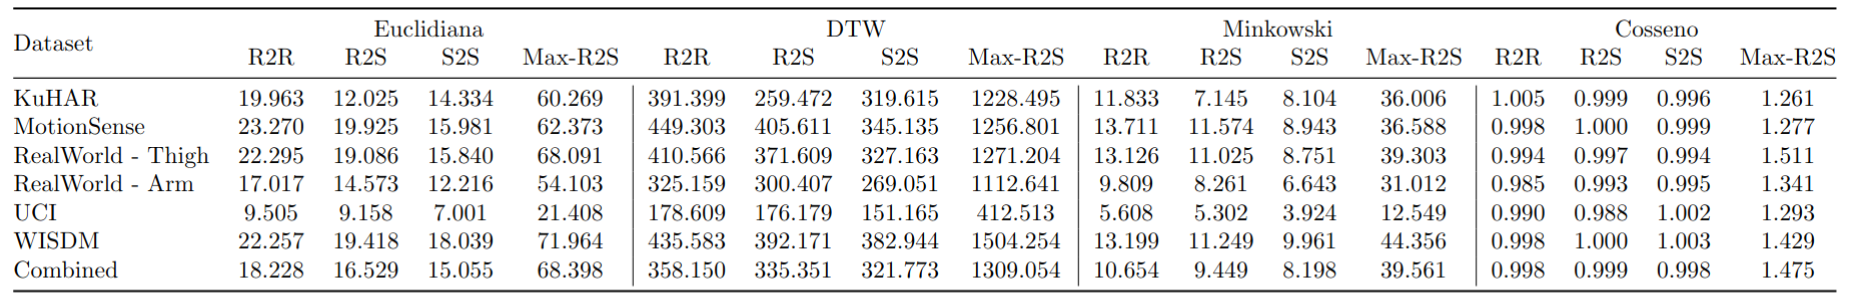 Dataset Euclidiana DTW Minkowski Cosseno
R2R R2S S2S Max-R2S R2R R2S S2S Max-R2S R2R R2S S2S Max-R2S R2R R2S S2S Max-R2S
KuHAR 19.963 12.025 14.334 60.269 391.399 259.472 319.615 1228.495 11.833 7.145 8.104 36.006 1.005 0.999 0.996 1.261
MotionSense 23.270 19.925 15.981 62.373 449.303 405.611 345.135 1256.801 13.711 11.574 8.943 36.588 0.998 1.000 0.999 1.277
RealWorld - Thigh 22.295 19.086 15.840 68.091 410.566 371.609 327.163 1271.204 13.126 11.025 8.751 39.303 0.994 0.997 0.994 1.511
RealWorld - Arm 17.017 14.573 12.216 54.103 325.159 300.407 269.051 1112.641 9.809 8.261 6.643 31.012 0.985 0.993 0.995 1.341
UCI 9.505 9.158 7.001 21.408 178.609 176.179 151.165 412.513 5.608 5.302 3.924 12.549 0.990 0.988 1.002 1.293
WISDM 22.257 19.418 18.039 71.964 435.583 392.171 382.944 1504.254 13.199 11.249 9.961 44.356 0.998 1.000 1.003 1.429
Combined 18.228 16.529 15.055 68.398 358.150 335.351 321.773 1309.054 10.654 9.449 8.198 39.561 0.998 0.999 0.998 1.475